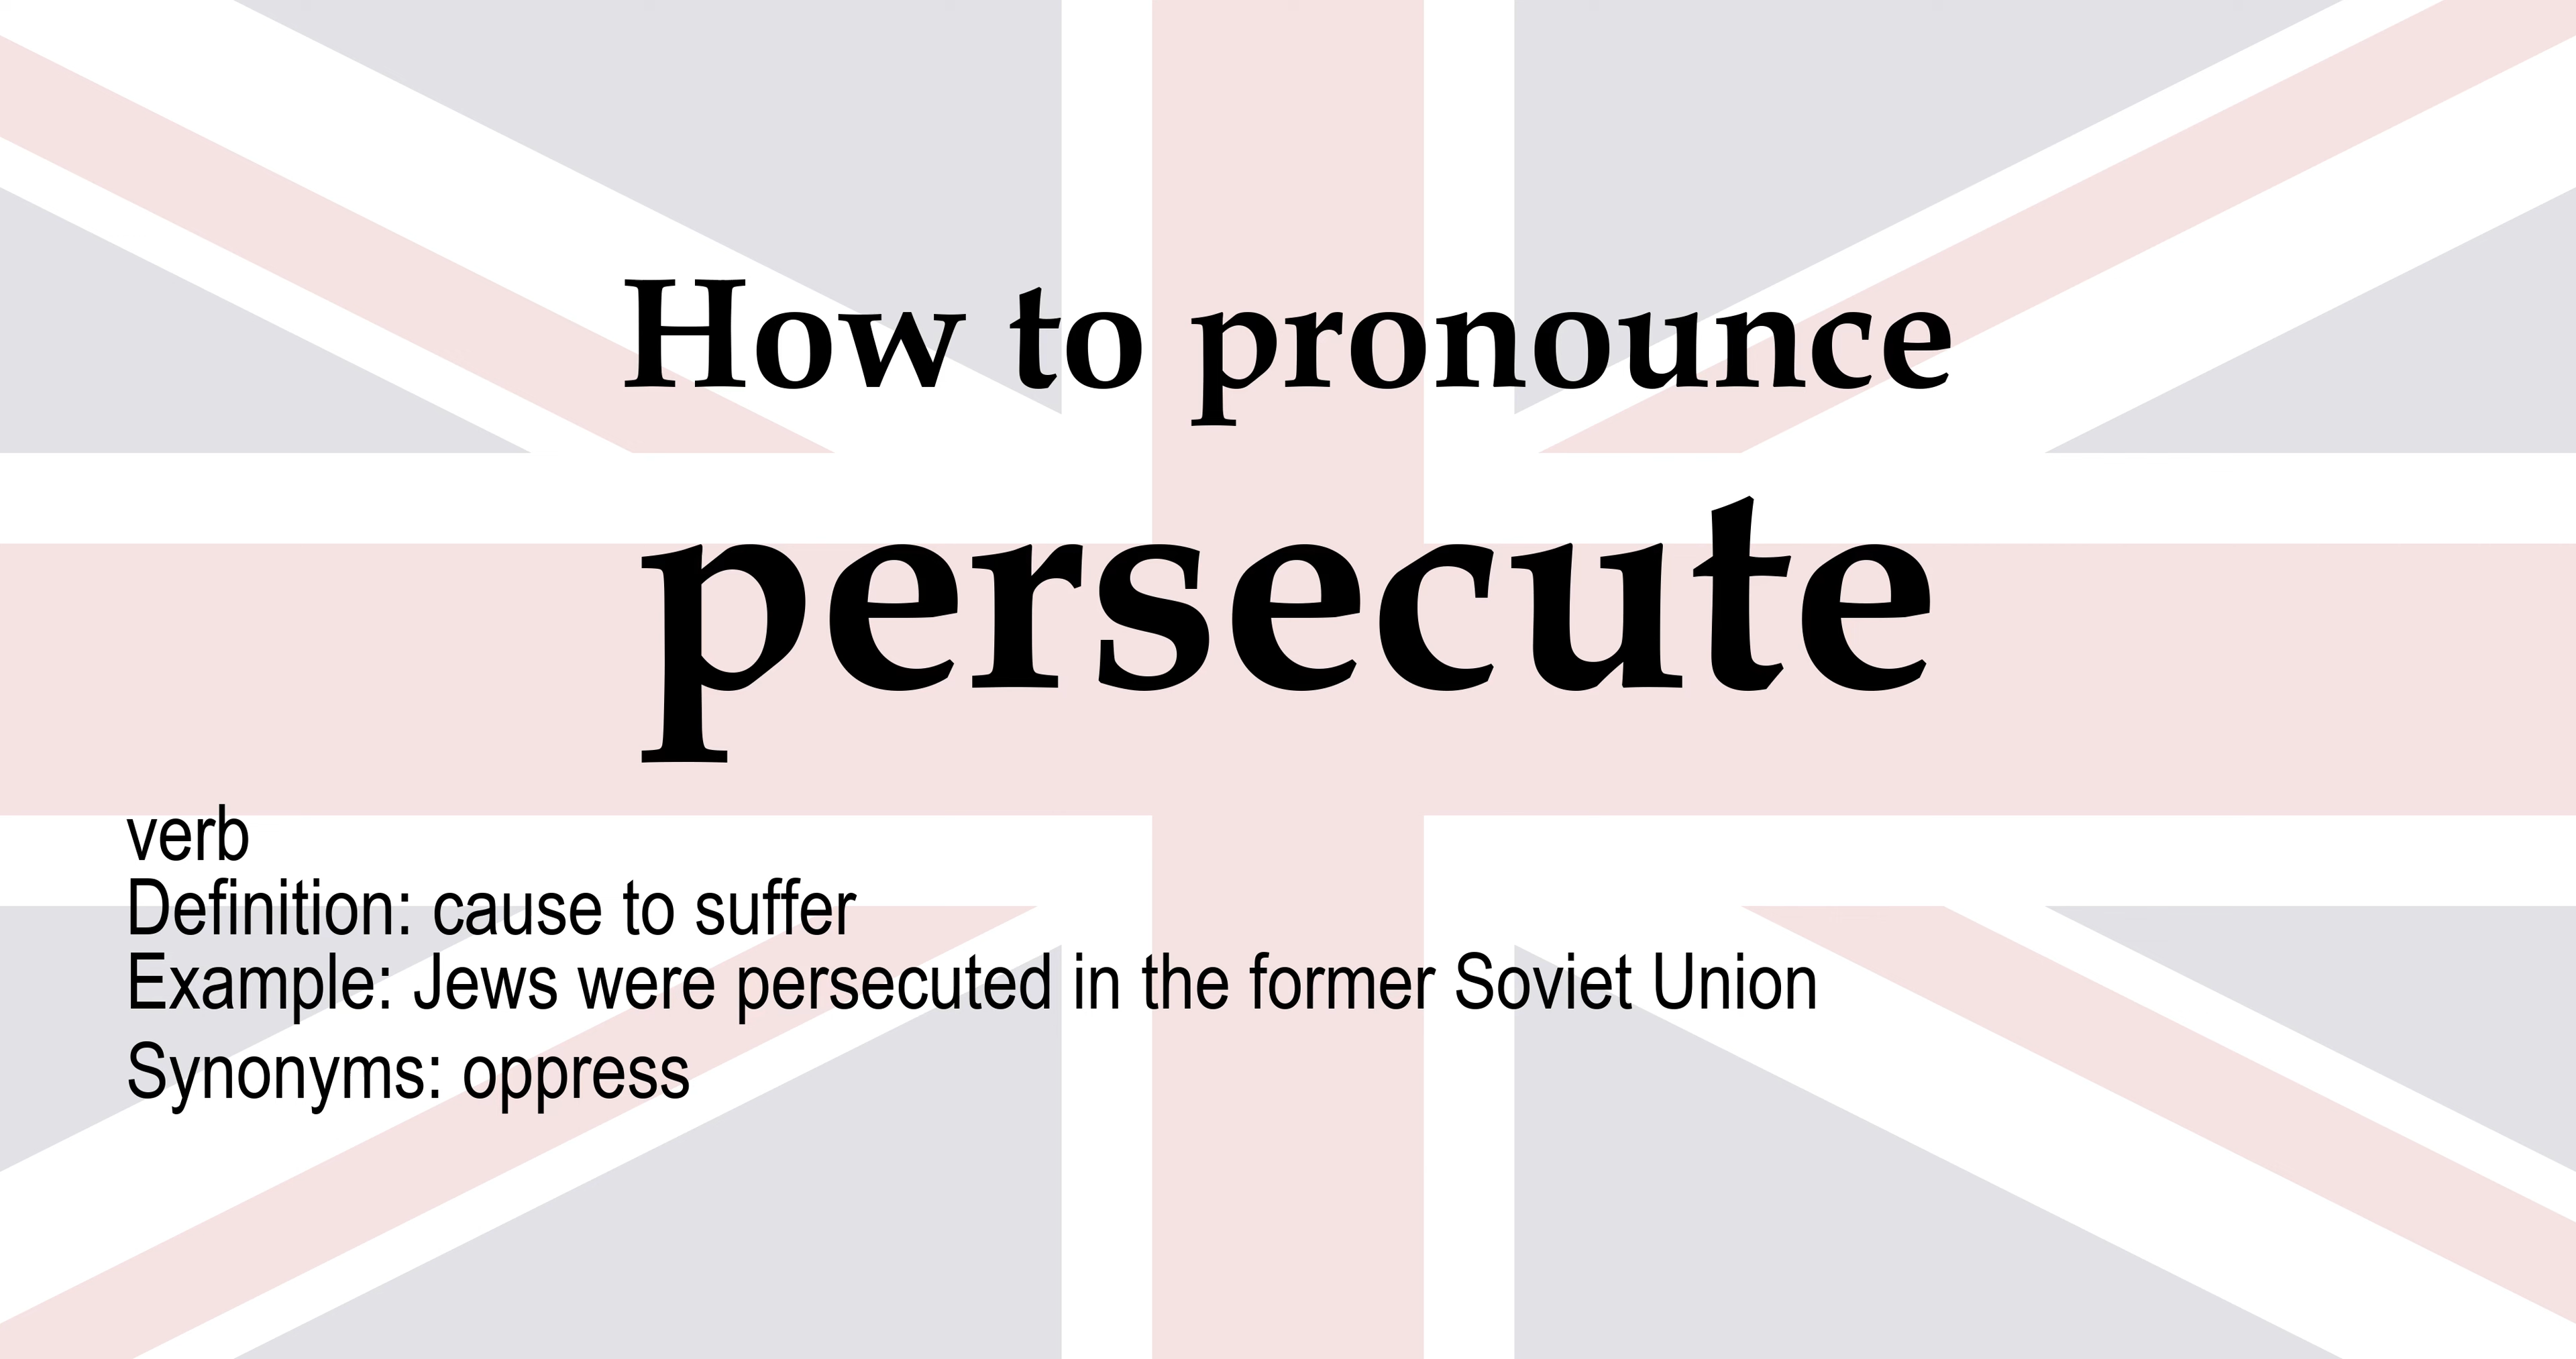 How to pronounce
persecute
verb
Definition: cause to suffer
Example: Jews were persecuted in the former Soviet Union
Synonyms: oppress